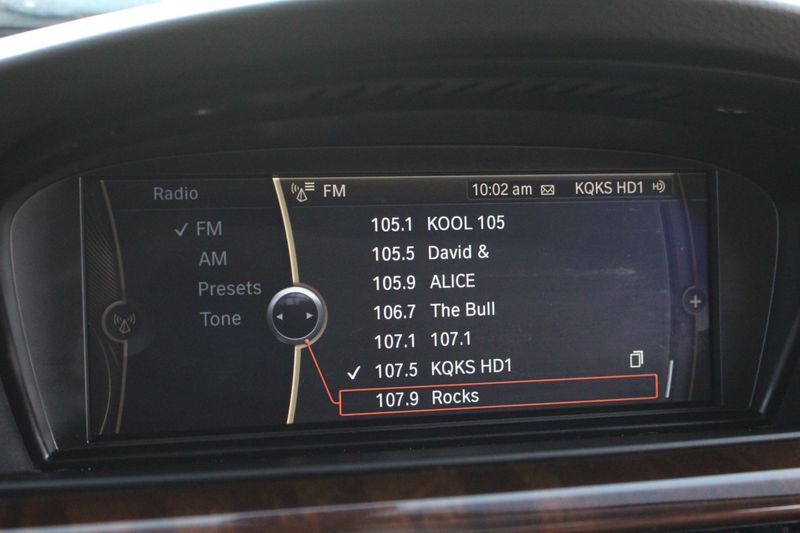 Radio
FM
AM
Presets
Tone
FM 10:02 am KQKS HD1
105.1 KOOL 105
105.5 David &
105.9 ALICE
106.7 The Bull
107.1 107.1
107.5 KQKS HD1
107.9 Rocks